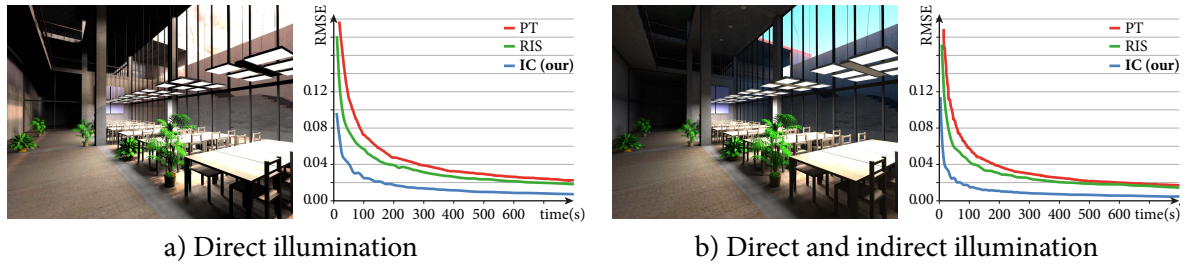 RMSE
PT
RIS
IC (our)
0.12
0.08
0.04
0.00
0 100 200 300 400 500 600 time(s)
RMSE
PT
RIS
IC (our)
0.12
0.08
0.04
0.00
0 100 200 300 400 500 600 time(s)
a) Direct illumination
b) Direct and indirect illumination